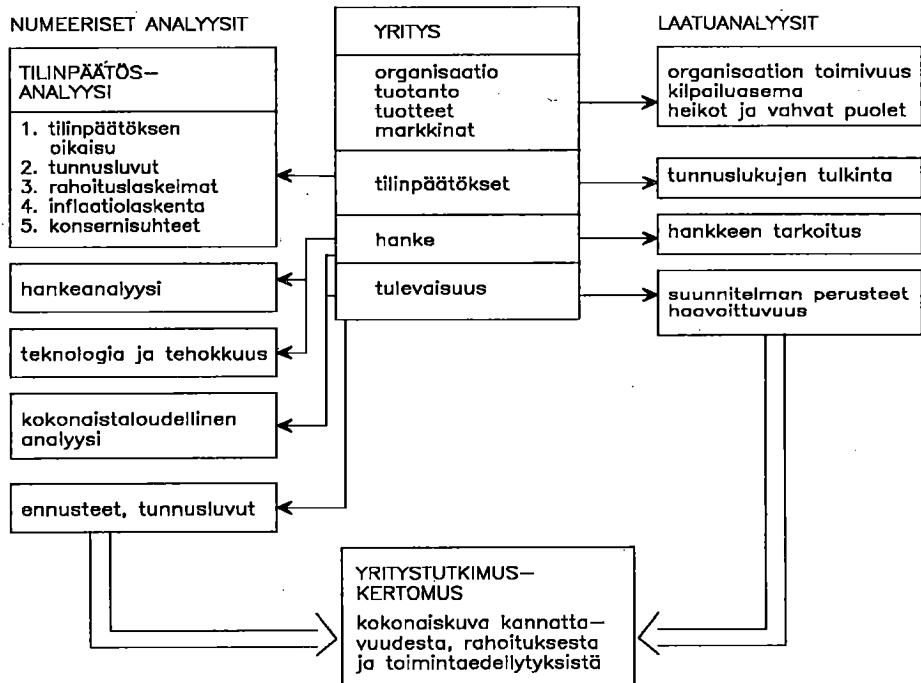 NUMEERISET ANALYYSIT
TILINPÄÄTÖS—
ANALYYSI
1. tilinpäätöksen
oikaisu
2. tunnusluvut
3. rahoituslaskelmat
4. inflaatiolaskenta
5. konsernisuhteet
hankeanalyysi
teknologia ja tehokkuus
kokonaistaloudellinen
analyysi
ennusteet, tunnusluvut
YRITYS
organisaatio
tuotanto
tuotteet
markkinat
tilinpäätökset
hanke
tulevaisuus
LAATUANALYYSIT
organisaation toimivuus
kilpailuasema
heikot ja vahvat puolet
tunnuslukujen tulkinta
hankkeen tarkoitus
suunnitelman perusteet
haavoittuvuus
YRITYSTUTKIMUS—
KERTOMUS
kokonaiskuva kannatta—
vuudesta, rahoituksesta
ja toimintaedellytyksistä